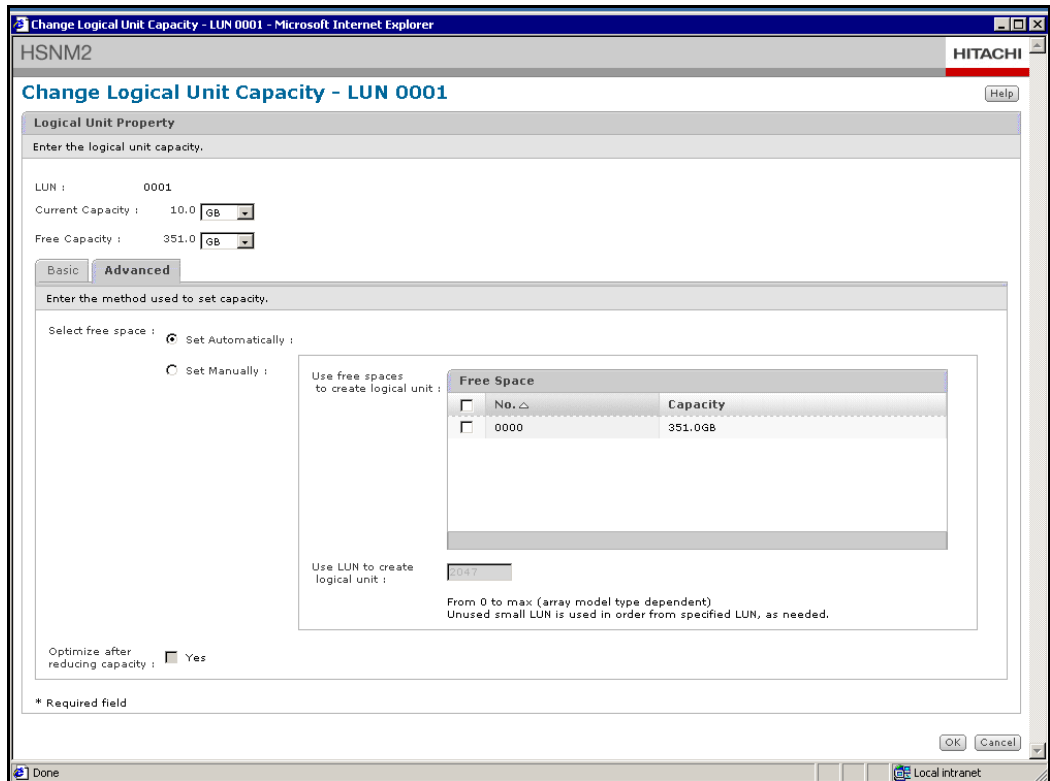 Change Logical Unit Capacity - LUN 0001 - Microsoft Internet Explorer
HSNM2
HITACHI
Change Logical Unit Capacity - LUN 0001
Help
Logical Unit Property
Enter the logical unit capacity.
LUN : 0001
Current Capacity : 10.0 GB
Free Capacity : 351.0 GB
Basic Advanced
Enter the method used to set capacity.
Select free space : Set Automatically :
Set Manually :
Use free spaces
to create logical unit :
Free Space
No. Capacity
0000 351.0GB
Use LUN to create
logical unit :
2047
From 0 to max (array model type dependent)
Unused small LUN is used in order from specified LUN, as needed.
Optimize after
reducing capacity : Yes
* Required field
OK Cancel
Done Local intranet